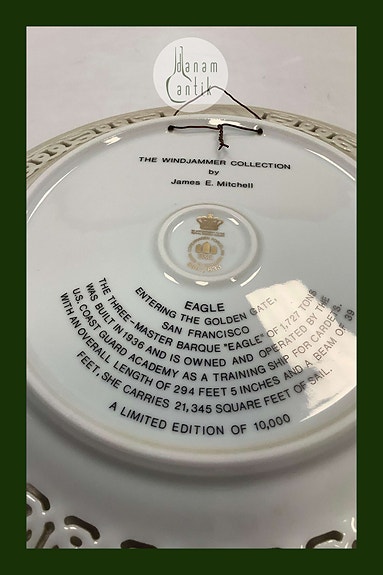 danam
antik
THE WINDJAMMER COLLECTION
by
James E. Mitchell
EAGLE
ENTERING THE GOLDEN GATE,
SAN FRANCISCO
THE THREE-MASTER BARQUE "EAGLE" OF 1,727 TONS
WAS BUILT IN 1936 AND IS OWNED AND OPERATED BY THE
U.S. COAST GUARD ACADEMY AS A TRAINING SHIP FOR CARDETS,
WITH AN OVERALL LENGTH OF 294 FEET 5 INCHES AND A BEAM OF 39
FEET, SHE CARRIES 21,345 SQUARE FEET OF SAIL.
A LIMITED EDITION OF 10,000